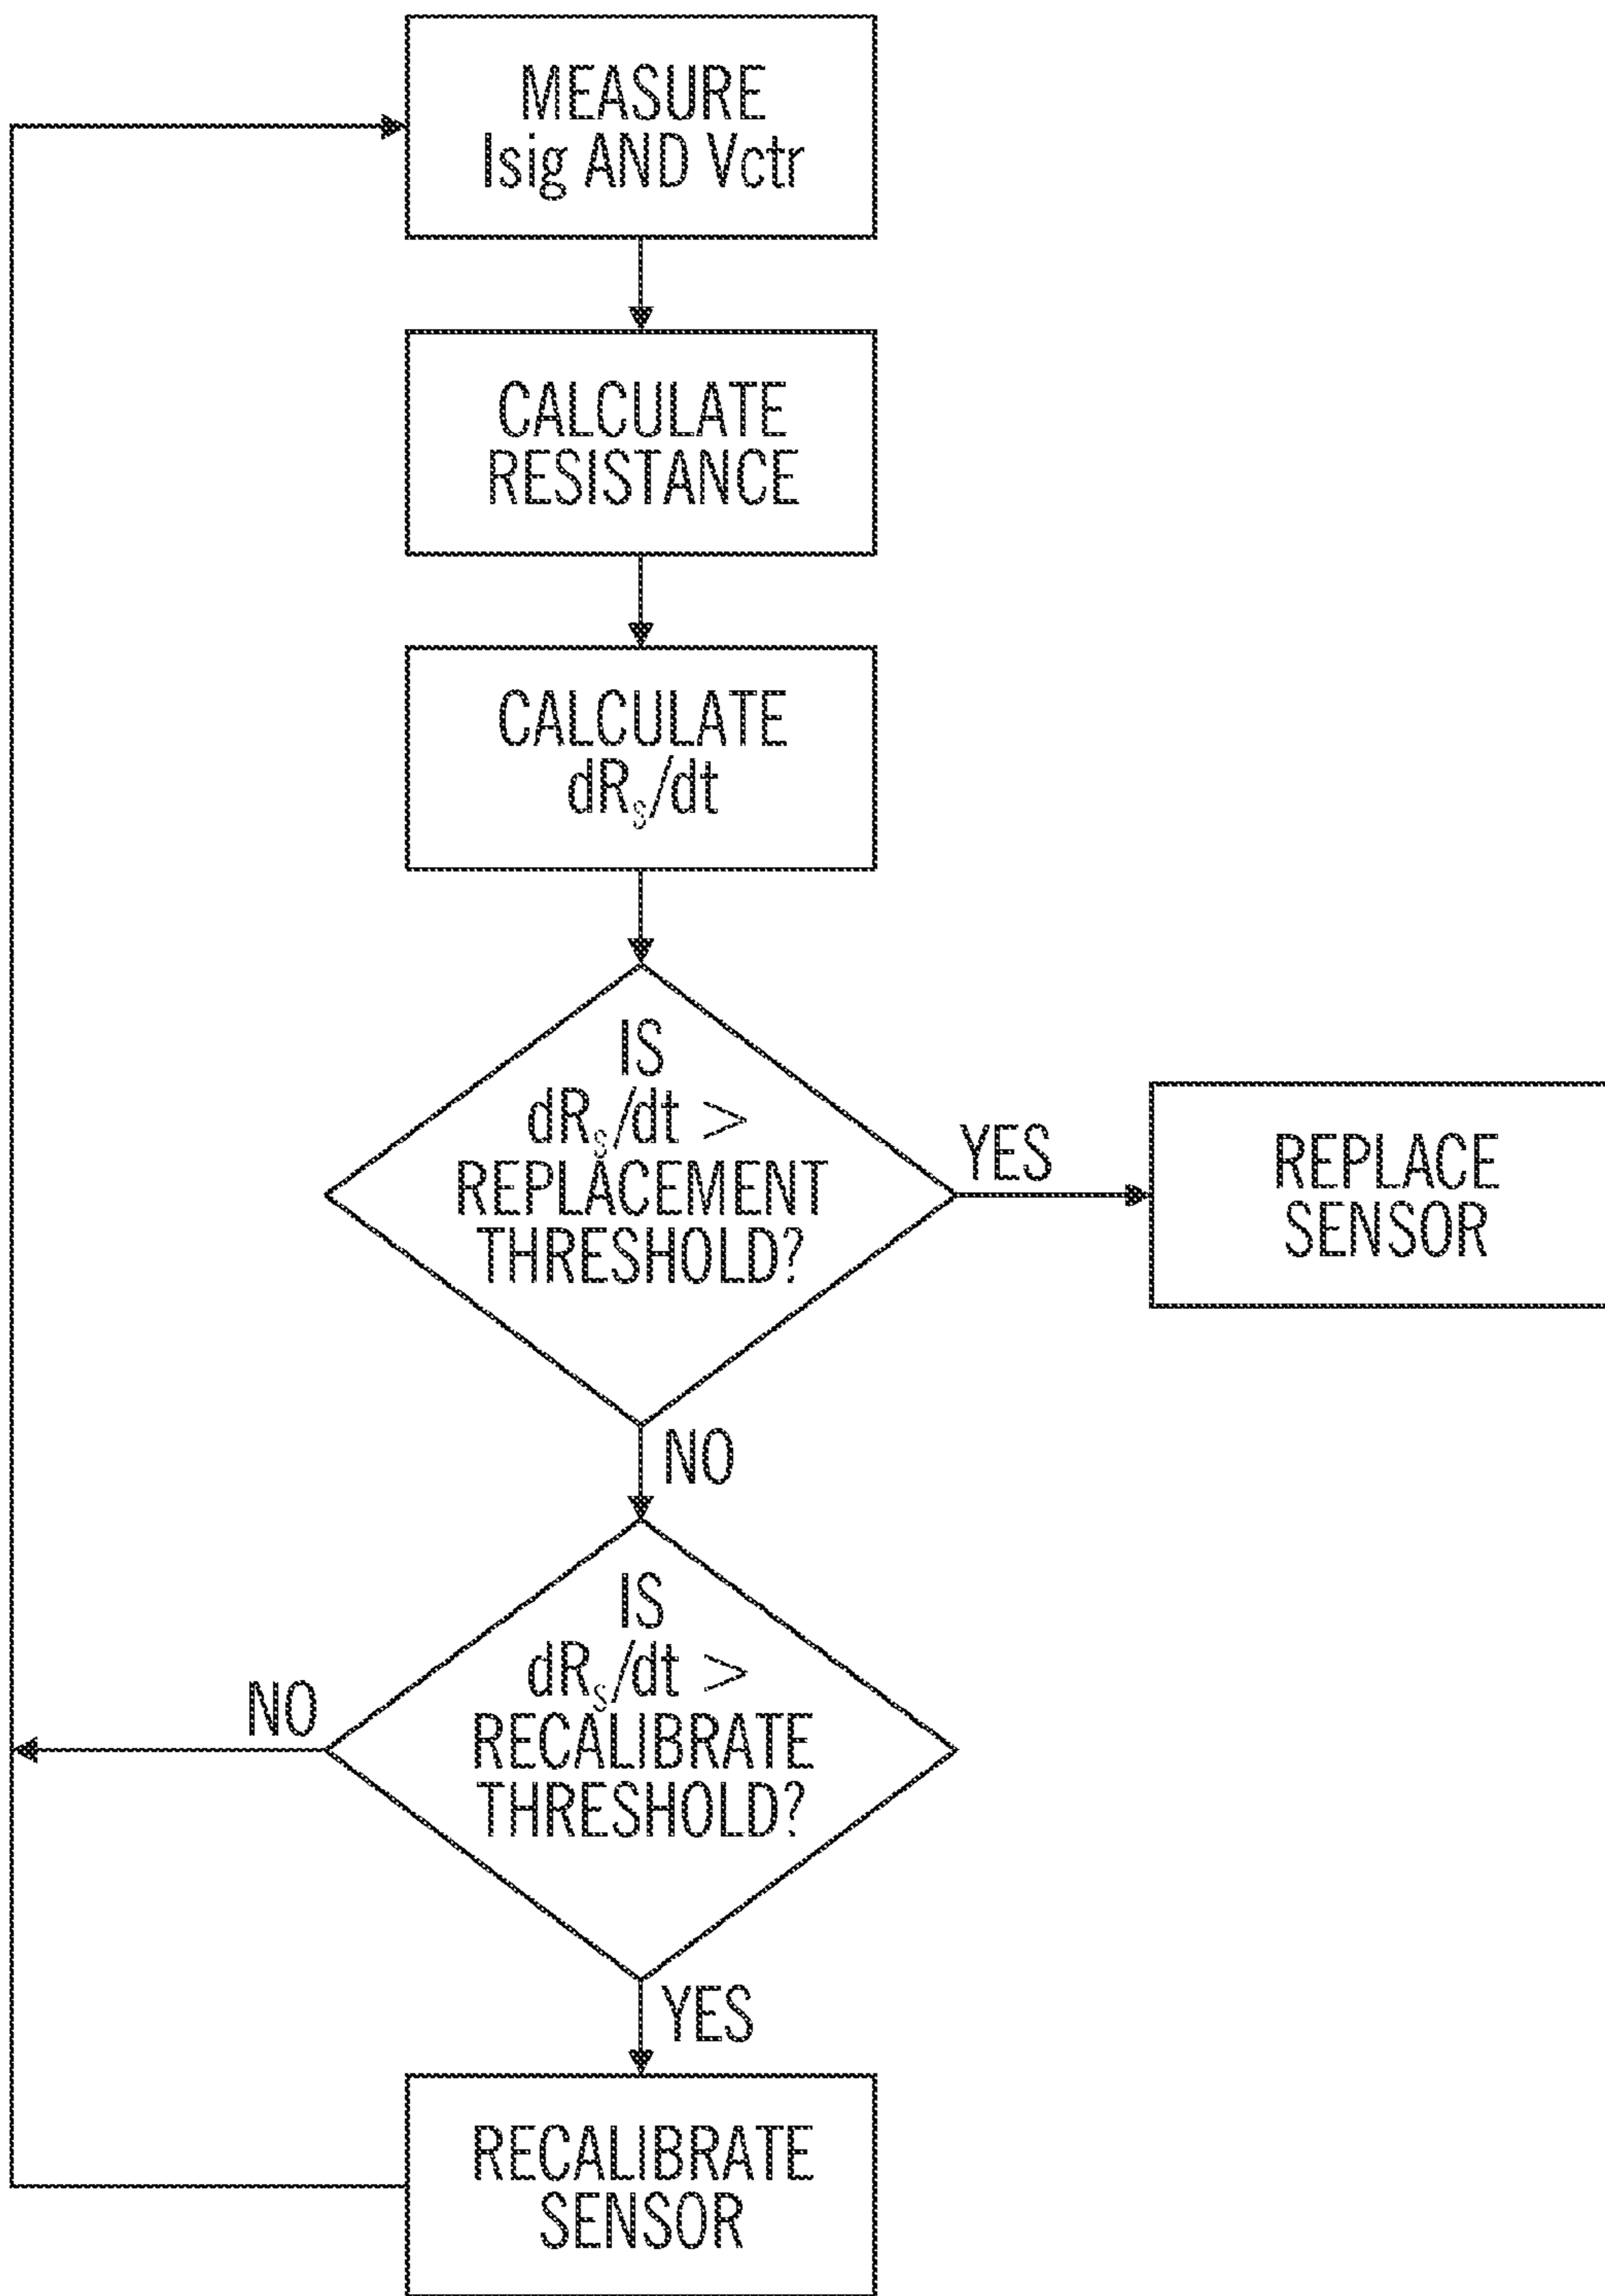 MEASURE
Isig AND Vctr
CALCULATE
RESISTANCE
CALCULATE
dRs/dt
IS
dRs/dt >
REPLACEMENT
THRESHOLD?
YES
REPLACE
SENSOR
NO
IS
dRs/dt >
RECALIBRATE
THRESHOLD?
NO
YES
RECALIBRATE
SENSOR